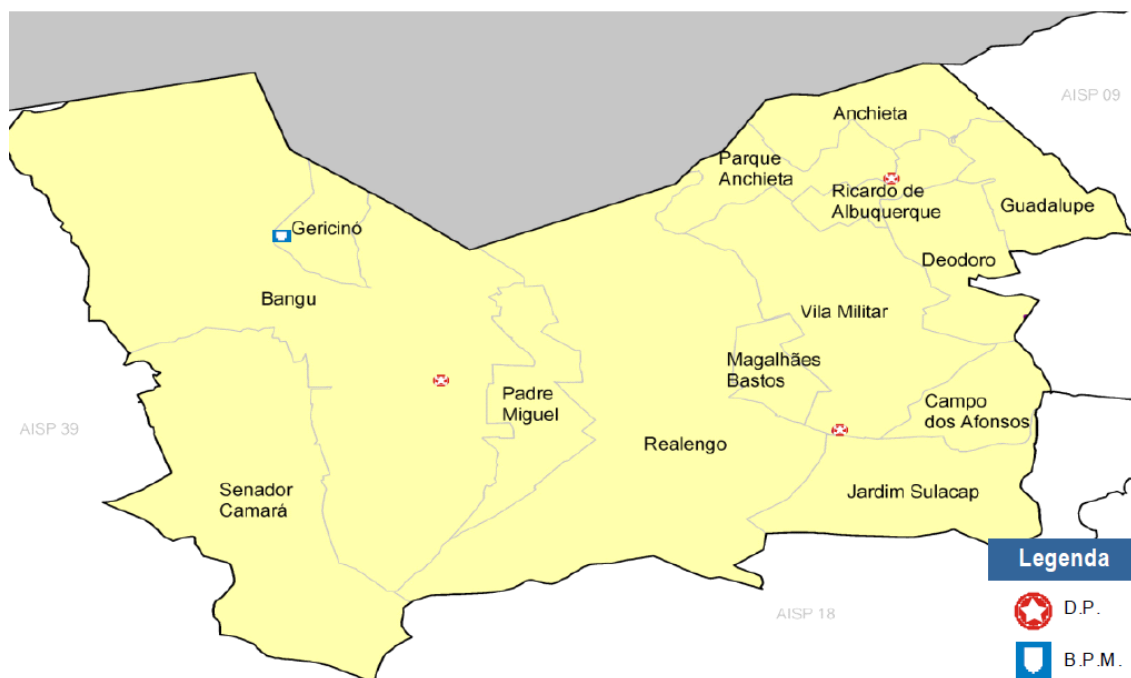 AISP 09
Anchieta
Parque
Anchieta
Ricardo de
Albuquerque
Guadalupe
Gericinó
Deodoro
Bangu
Vila Militar
Magalhães
Bastos
Padre
Miguel
Campo
dos Afonsos
AISP 39
Realengo
Senador
Camará
Jardim Sulacap
Legenda
D.P.
AISP 18
B.P.M.